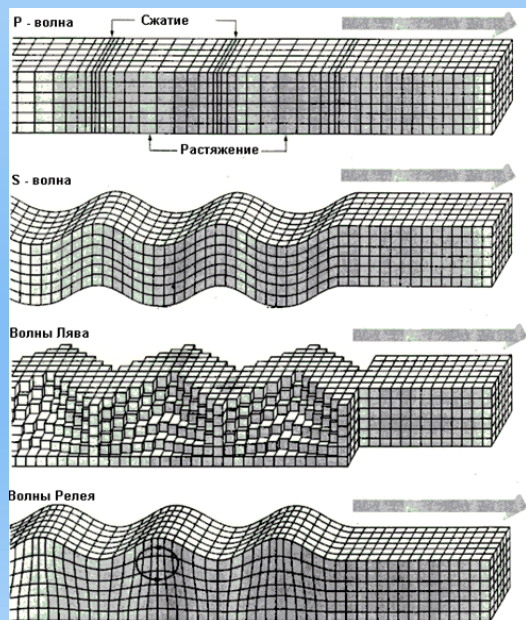 P - волна
Сжатие
Растяжение
S - волна
Волны Лява
Волны Релея